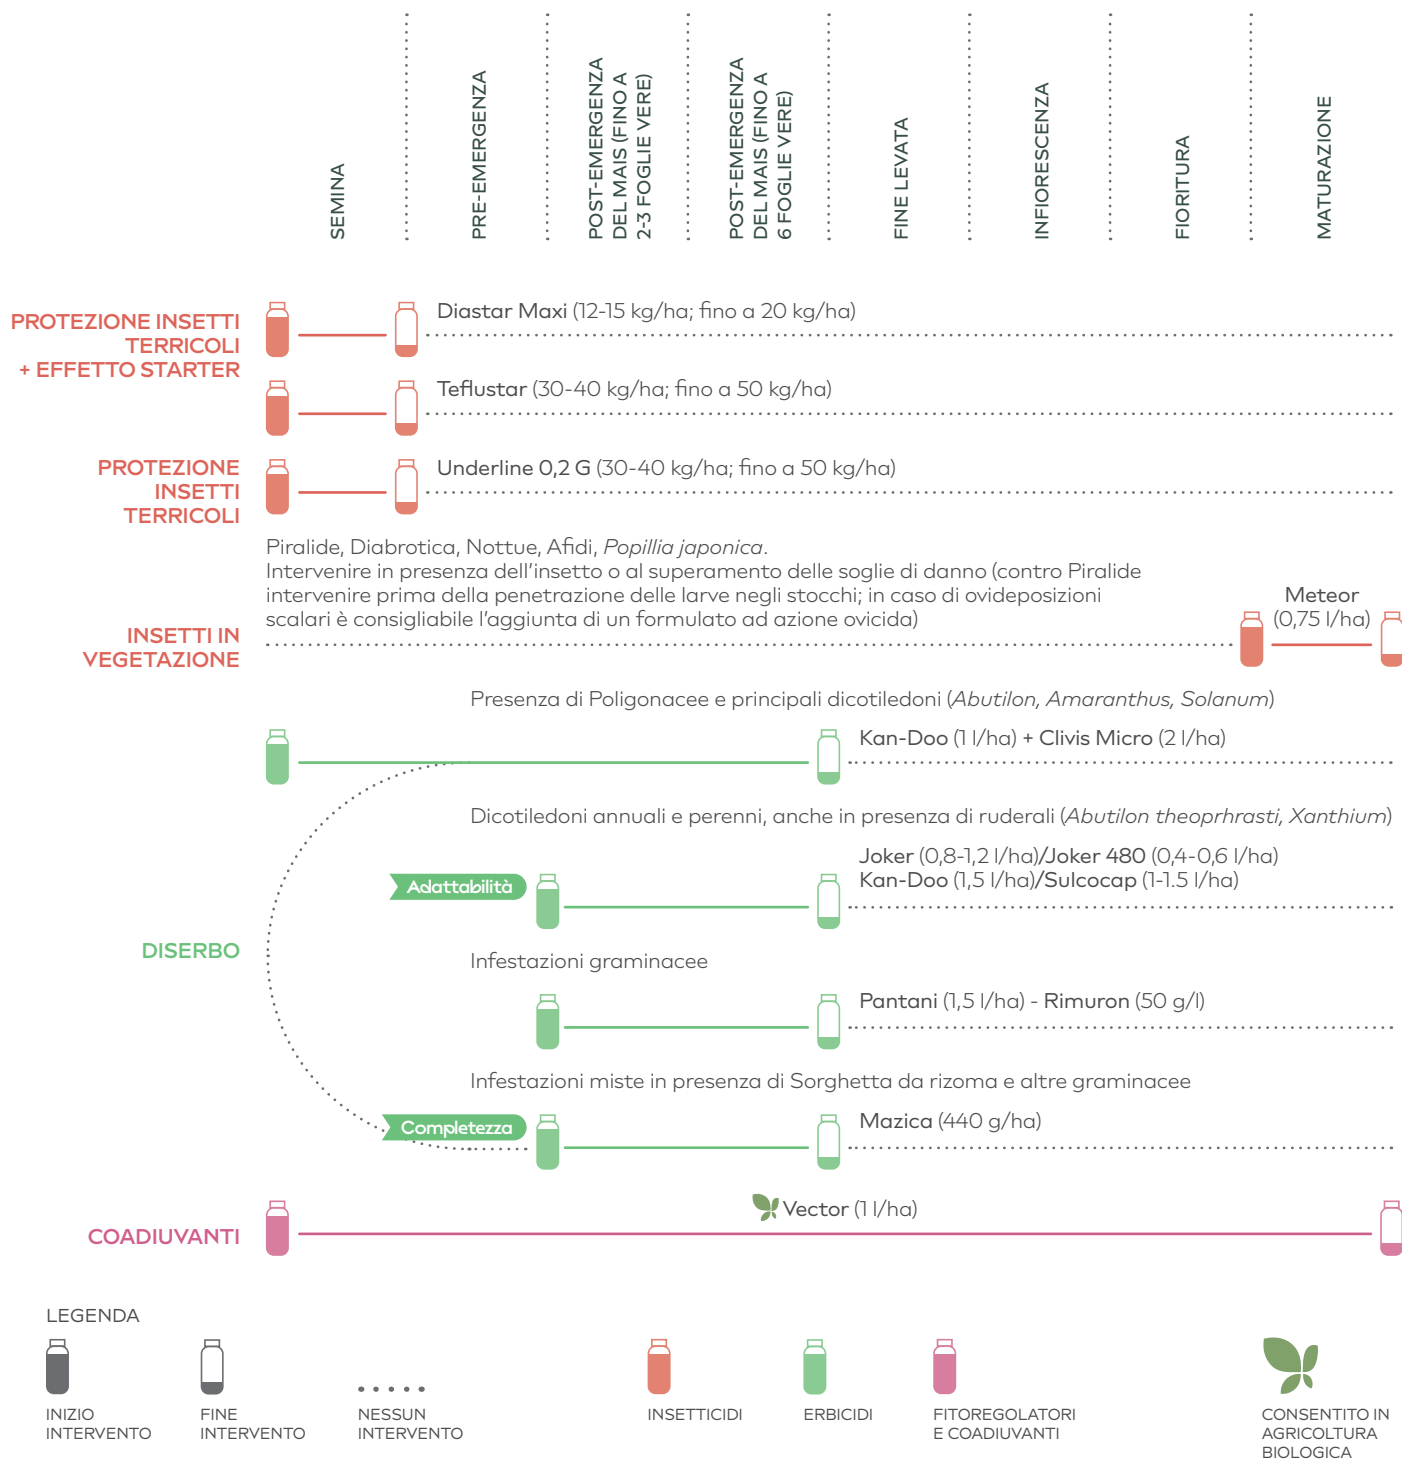 SEMINA
PRE-EMERGENZA
POST-EMERGENZA
DEL MAIS (FINO A
2-3 FOGLIE VERE)
POST-EMERGENZA
DEL MAIS (FINO A
6 FOGLIE VERE)
FINE LEVATA
INFIORESCENZA
FIORITURA
MATURAZIONE
PROTEZIONE INSETTI
TERRICOLI
+ EFFETTO STARTER
Diastar Maxi (12-15 kg/ha; fino a 20 kg/ha)
Teflustar (30-40 kg/ha; fino a 50 kg/ha)
PROTEZIONE
INSETTI
TERRICOLI
Underline 0,2 G (30-40 kg/ha; fino a 50 kg/ha)
INSETTI IN
VEGETAZIONE
Piralide, Diabrotica, Nottue, Afidi, Popillia japonica.
Intervenire in presenza dell'insetto o al superamento delle soglie di danno (contro Piralide
intervenire prima della penetrazione delle larve negli stocchi; in caso di ovideposizioni
scalari è consigliabile l'aggiunta di un formulato ad azione ovicida)
Meteor
(0,75 l/ha)
DISERBO
Presenza di Poligonacee e principali dicotiledoni (Abutilon, Amaranthus, Solanum)
Kan-Doo (1 l/ha) + Clivis Micro (2 l/ha)
Dicotiledoni annuali e perenni, anche in presenza di ruderali (Abutilon theoprhrasti, Xanthium)
Adattabilità
Joker (0,8-1,2 l/ha)/Joker 480 (0,4-0,6 l/ha)
Kan-Doo (1,5 l/ha)/Sulcocap (1-1.5 l/ha)
Infestazioni graminacee
Pantani (1,5 l/ha) - Rimuron (50 g/l)
Infestazioni miste in presenza di Sorghetta da rizoma e altre graminacee
Completezza
Mazica (440 g/ha)
COADIUVANTI
Vector (1 l/ha)
LEGENDA
INIZIO
INTERVENTO
FINE
INTERVENTO
NESSUN
INTERVENTO
INSETTICIDI
ERBICIDI
FITOREGOLATORI
E COADIUVANTI
CONSENTITO IN
AGRICOLTURA
BIOLOGICA